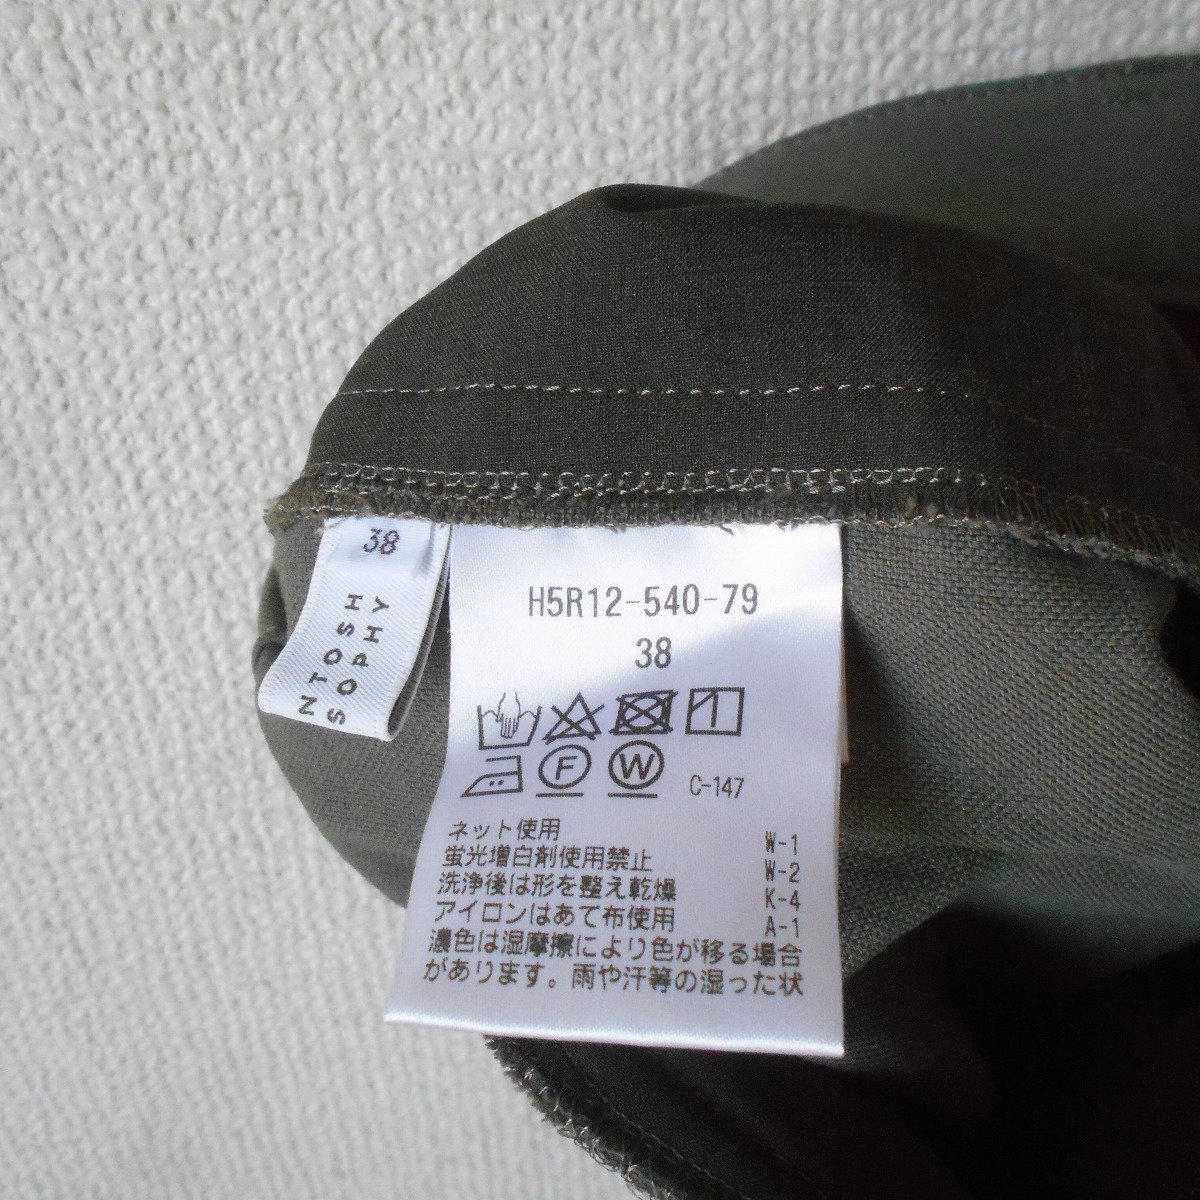 38
NTOSH
SOPHY
H5R12-540-79
38
F W C-147
ネット使用
蛍光増白剤使用禁止
洗浄後は形を整え乾燥
アイロンはあて布使用
W-1
W-2
K-4
A-1
濃色は湿摩擦により色が移る場合
があります。雨や汗等の湿った状